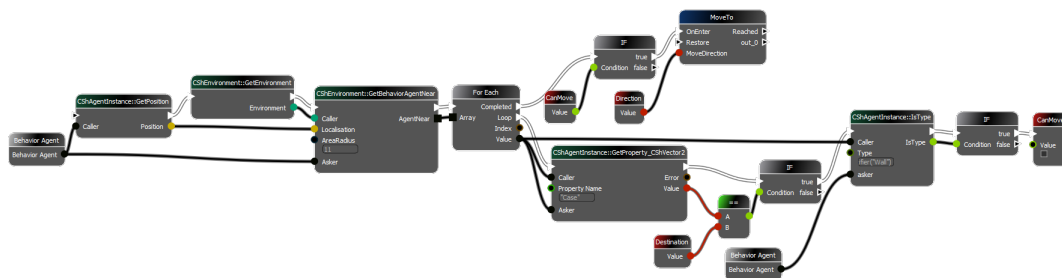 Behavior Agent
Behavior Agent
CShAgentInstance::GetPosition
Caller
Position
CShEnvironment::GetEnvironment
Environment
CShEnvironment::GetBehaviorAgentNear
Caller
AgentNear
Localisation
AreaRadius
11
Asker
For Each
Completed
Array
Loop
Index
Value
IF
true
Condition
false
CanMove
Value
Direction
Value
MoveTo
OnEnter
Reached
Restore
out_0
MoveDirection
CShAgentInstance::GetProperty_CShVector2
Caller
Error
Property Name
Value
"Case"
Asker
Destination
Value
==
A
B
IF
true
Condition
false
Behavior Agent
Behavior Agent
CShAgentInstance::IsType
Caller
IsType
Type
fier("Wall")
asker
IF
true
Condition
false
CanMove
Value